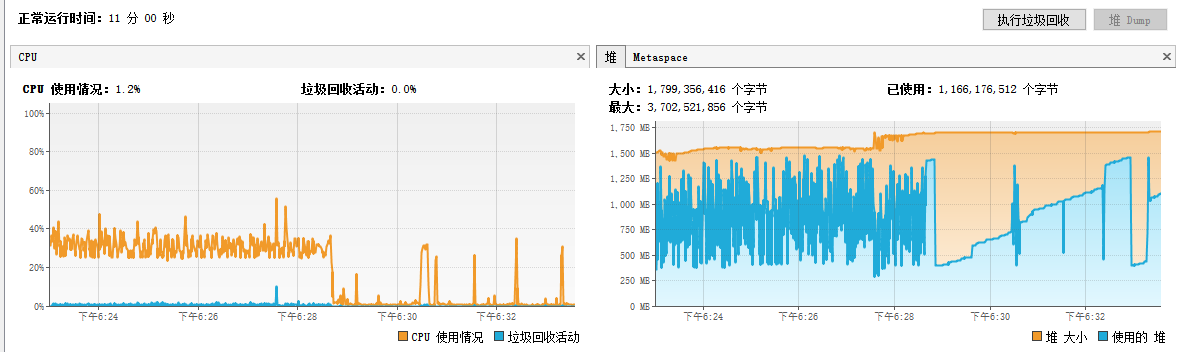 正常运行时间：11 分 00 秒
执行垃圾回收
堆 Dump
CPU
CPU 使用情况：1.2%
垃圾回收活动：0.0%
100%
80%
60%
40%
20%
0%
下午6:24
下午6:26
下午6:28
下午6:30
下午6:32
CPU 使用情况
垃圾回收活动
堆
Metaspace
大小：1,799,356,416 个字节
已使用：1,166,176,512 个字节
最大：3,702,521,856 个字节
1,750 MB
1,500 MB
1,250 MB
1,000 MB
750 MB
500 MB
250 MB
0 MB
下午6:24
下午6:26
下午6:28
下午6:30
下午6:32
堆 大小
使用的 堆